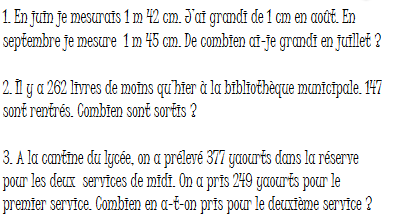 1. En juin je mesurais 1 m 42 cm. J'ai grandi de 1 cm en août. En
septembre je mesure 1 m 45 cm. De combien ai-je grandi en juillet ?
2. Il y a 262 livres de moins qu'hier à la bibliothèque municipale. 147
sont rentrés. Combien sont sortis ?
3. A la cantine du lycée, on a prélevé 377 yaourts dans la réserve
pour les deux services de midi. On a pris 249 yaourts pour le
premier service. Combien en a-t-on pris pour le deuxième service ?